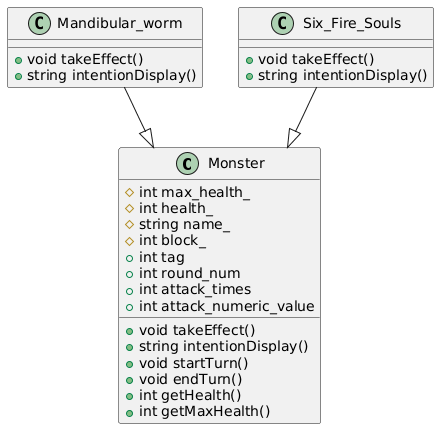 C Mandibular_worm
void takeEffect()
string intentionDisplay()
C Six_Fire_Souls
void takeEffect()
string intentionDisplay()
C Monster
int max_health_
int health_
string name_
int block_
int tag
int round_num
int attack_times
int attack_numeric_value
void takeEffect()
string intentionDisplay()
void startTurn()
void endTurn()
int getHealth()
int getMaxHealth()